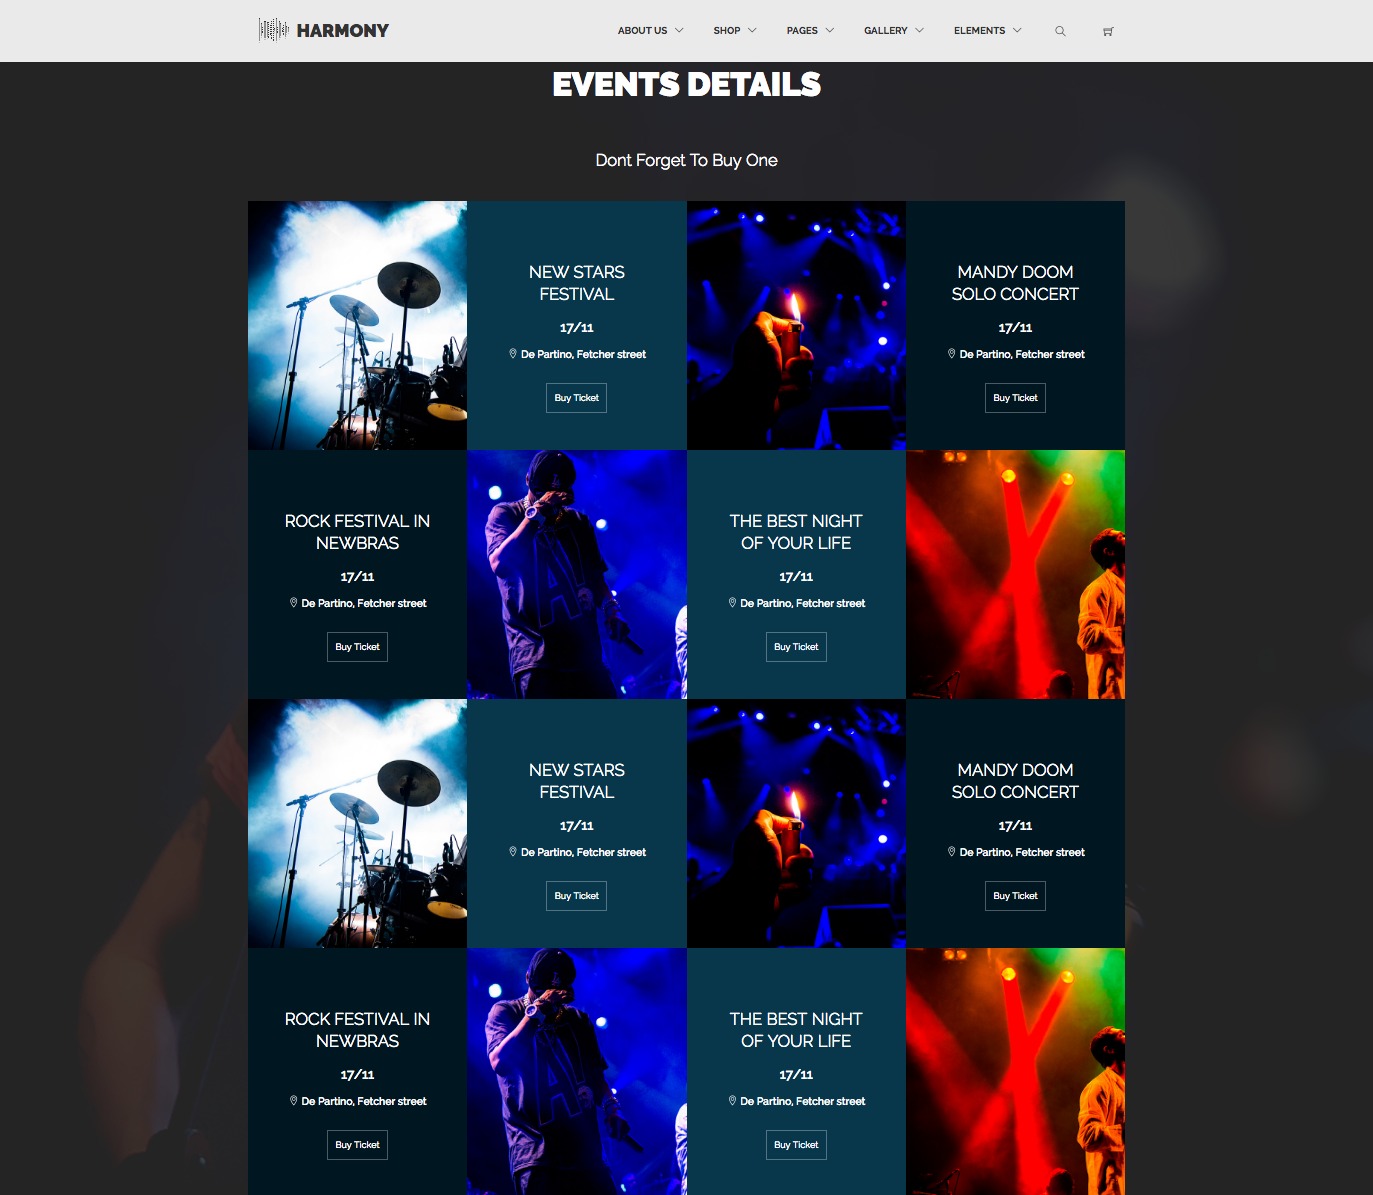 HARMONY
ABOUT US
SHOP
PAGES
GALLERY
ELEMENTS
EVENTS DETAILS
Dont Forget To Buy One
NEW STARS
FESTIVAL
17/11
De Partino, Fetcher street
Buy Ticket
MANDY DOOM
SOLO CONCERT
17/11
De Partino, Fetcher street
Buy Ticket
ROCK FESTIVAL IN
NEWBRAS
17/11
De Partino, Fetcher street
Buy Ticket
THE BEST NIGHT
OF YOUR LIFE
17/11
De Partino, Fetcher street
Buy Ticket
NEW STARS
FESTIVAL
17/11
De Partino, Fetcher street
Buy Ticket
MANDY DOOM
SOLO CONCERT
17/11
De Partino, Fetcher street
Buy Ticket
ROCK FESTIVAL IN
NEWBRAS
17/11
De Partino, Fetcher street
Buy Ticket
THE BEST NIGHT
OF YOUR LIFE
17/11
De Partino, Fetcher street
Buy Ticket